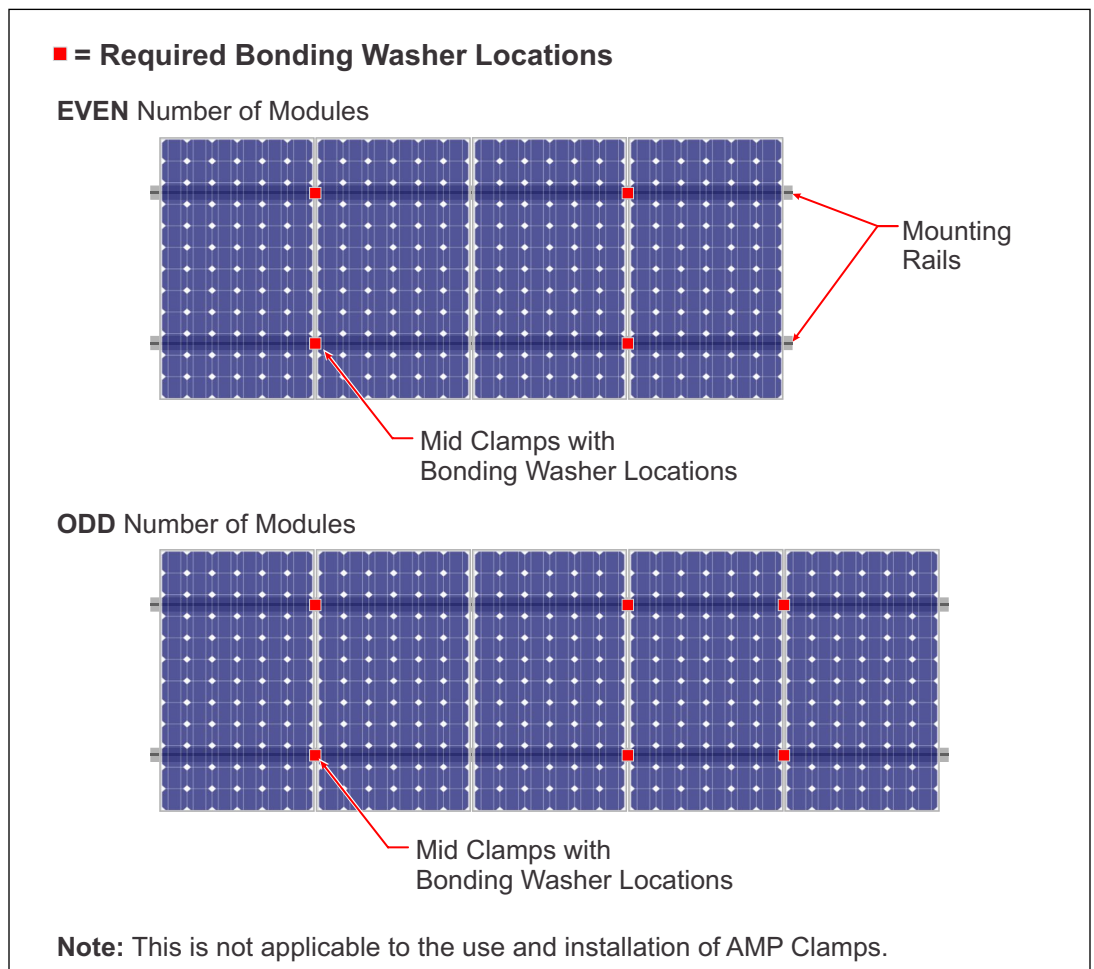 = Required Bonding Washer Locations
EVEN Number of Modules
Mounting
Rails
Mid Clamps with
Bonding Washer Locations
ODD Number of Modules
Mid Clamps with
Bonding Washer Locations
Note: This is not applicable to the use and installation of AMP Clamps.